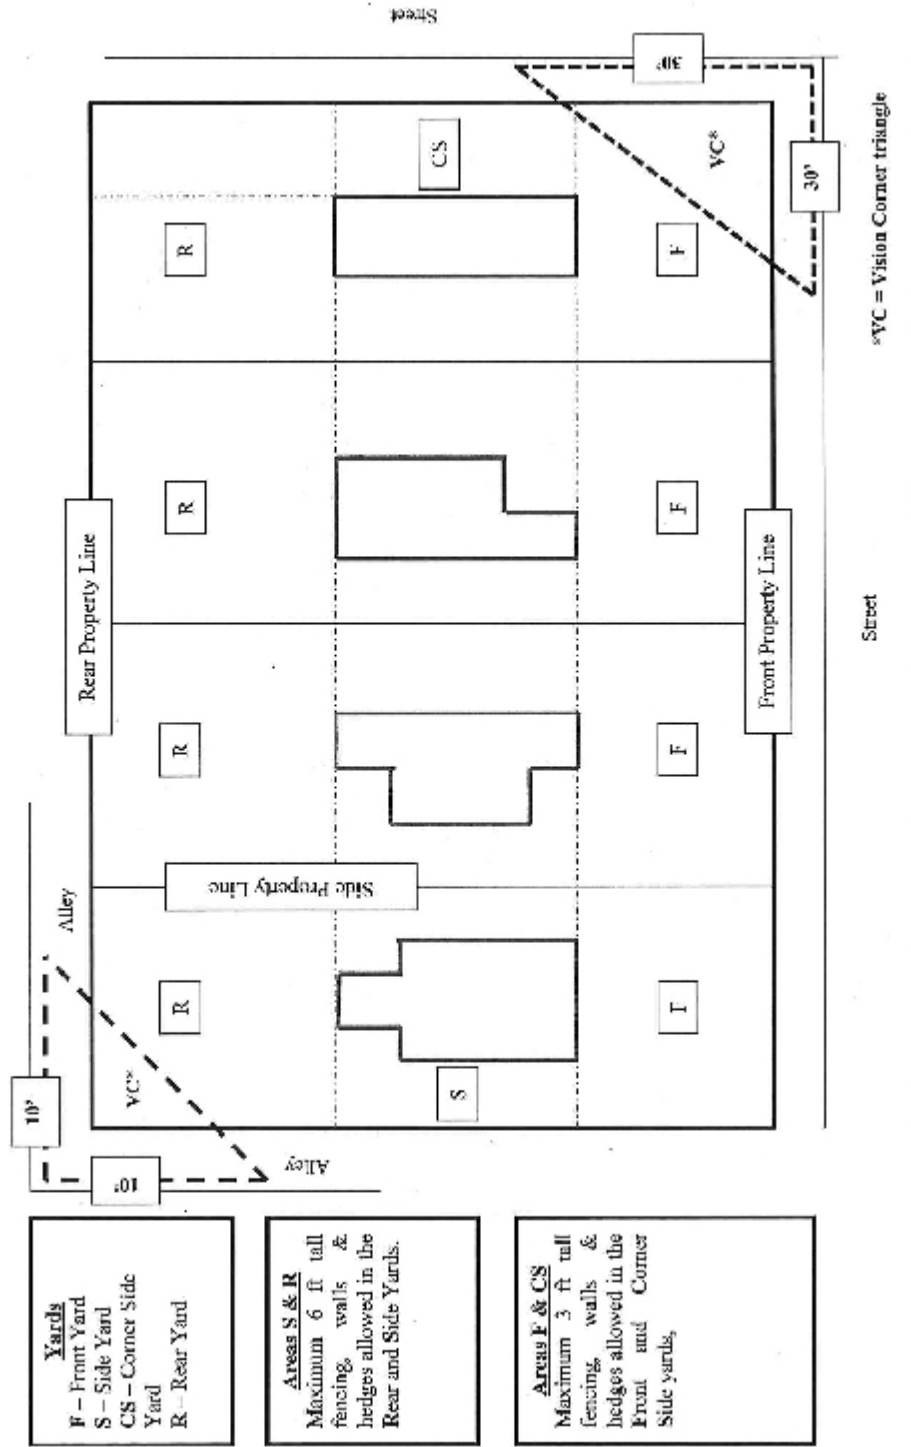 Yards
F – Front Yard
S – Side Yard
CS – Corner Side
Yard
R – Rear Yard
Areas S & R
Maximum 6 ft tall
fencing, walls &
hedges allowed in the
Rear and Side Yards.
Areas F & CS
Maximum 3 ft tall
fencing, walls &
hedges allowed in the
Front and Corner
Side yards,
10'
10'
Alley
Alley
VC*
Rear Property Line
R
R
R
R
Side Property Line
S
CS
F
F
F
F
VC*
Front Property Line
30'
30'
Street
Street
*VC = Vision Corner triangle